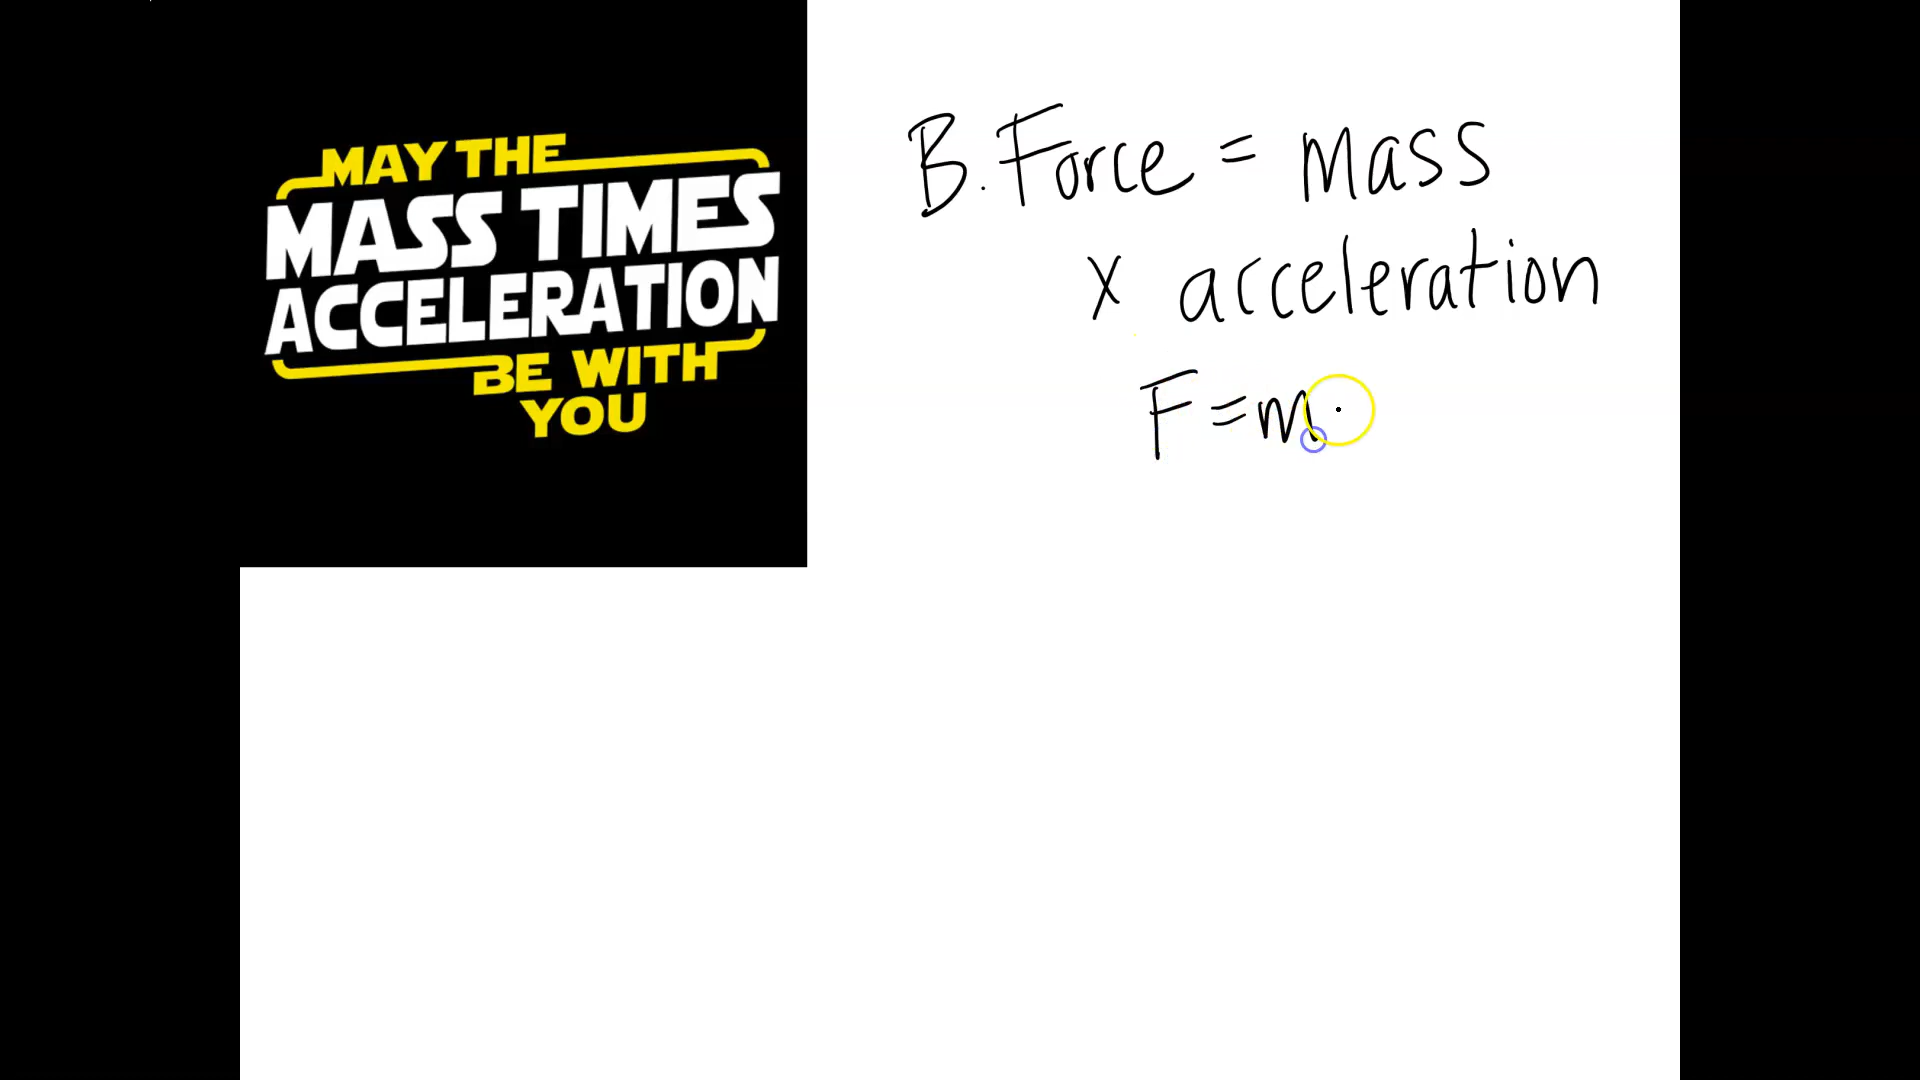 MAY THE
MASS TIMES
ACCELERATION
BE WITH
YOU
B. Force = mass
x acceleration
F = m